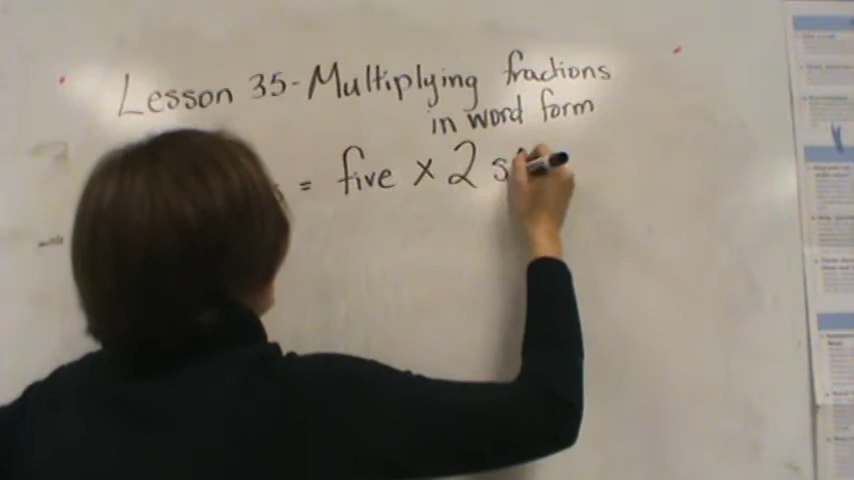 Lesson 35-Multiplying fractions
in word form
= five × 2